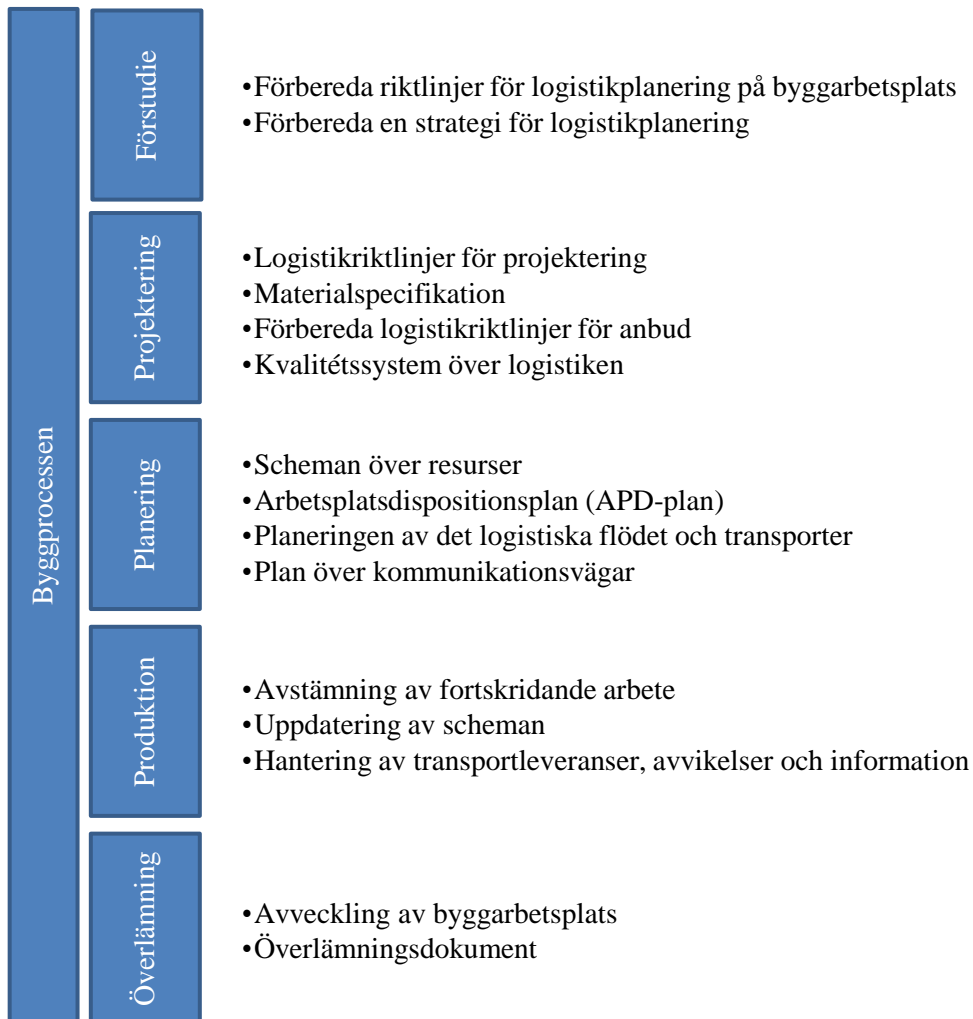 Byggprocessen
Förstudie
•Förbereda riktlinjer för logistikplanering på byggarbetsplats
•Förbereda en strategi för logistikplanering
Projektering
•Logistikriktlinjer för projektering
•Materialspecifikation
•Förbereda logistikriktlinjer för anbud
•Kvalitétssystem över logistiken
Planering
•Scheman över resurser
•Arbetsplatsdispositionsplan (APD-plan)
•Planeringen av det logistiska flödet och transporter
•Plan över kommunikationsvägar
Produktion
•Avstämning av fortskridande arbete
•Uppdatering av scheman
•Hantering av transportleveranser, avvikelser och information
Överlämning
•Avveckling av byggarbetsplats
•Överlämningsdokument